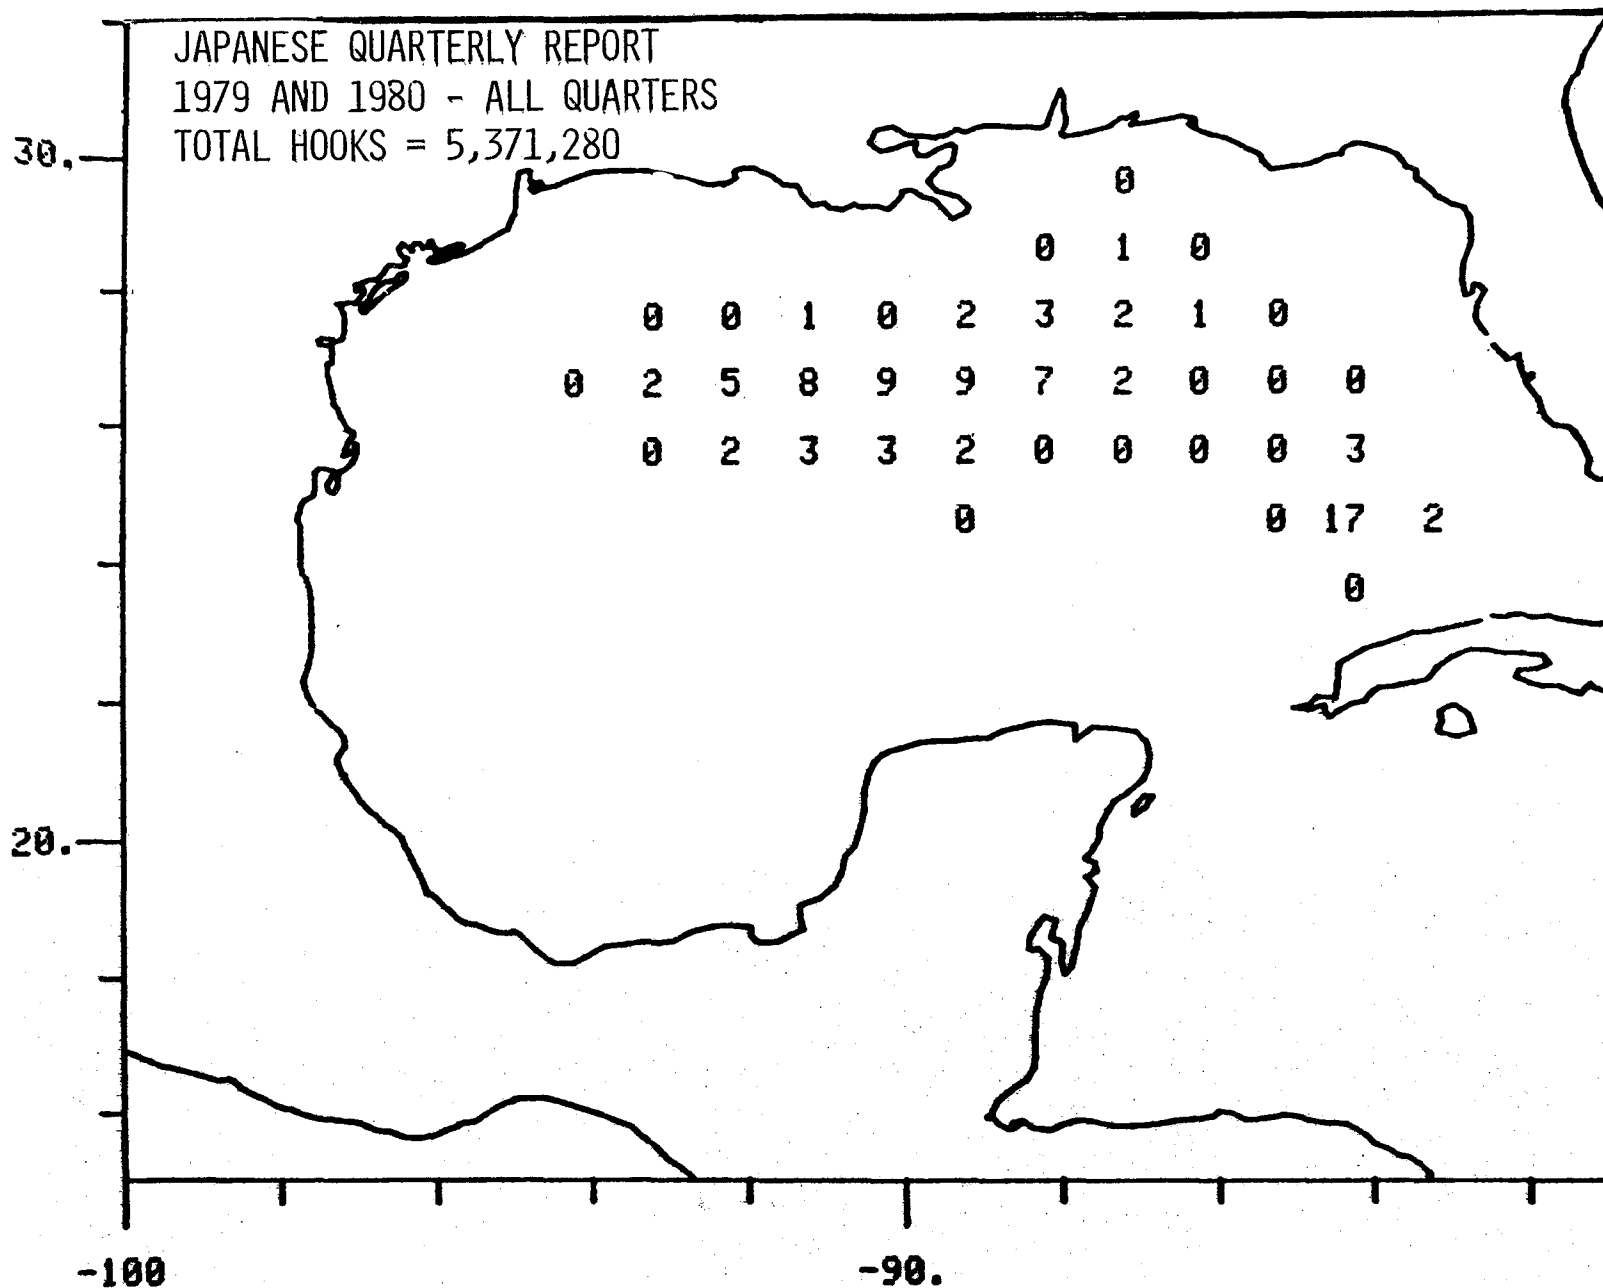 JAPANESE QUARTERLY REPORT
1979 AND 1980 - ALL QUARTERS
TOTAL HOOKS = 5,371,280
30.
0
0 1 0
0 0 1 0 2 3 2 1 0
0 2 5 8 9 9 7 2 0 0 0
0 2 3 3 2 0 0 0 0 3
0 0 17 2
0
20.
-100 -90.